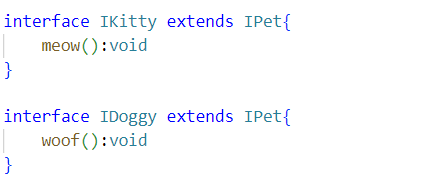 interface IKitty extends IPet{
    meow():void
}
interface IDoggy extends IPet{
    woof():void
}